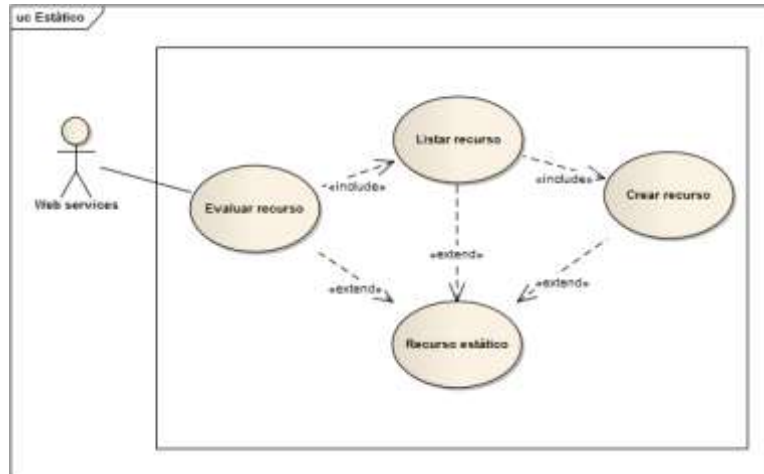 uc Estático
Listar recurso
Crear recurso
«include»
«include»
Evaluar recurso
Web services
«extend»
«extend»
«extend»
Recurso estático